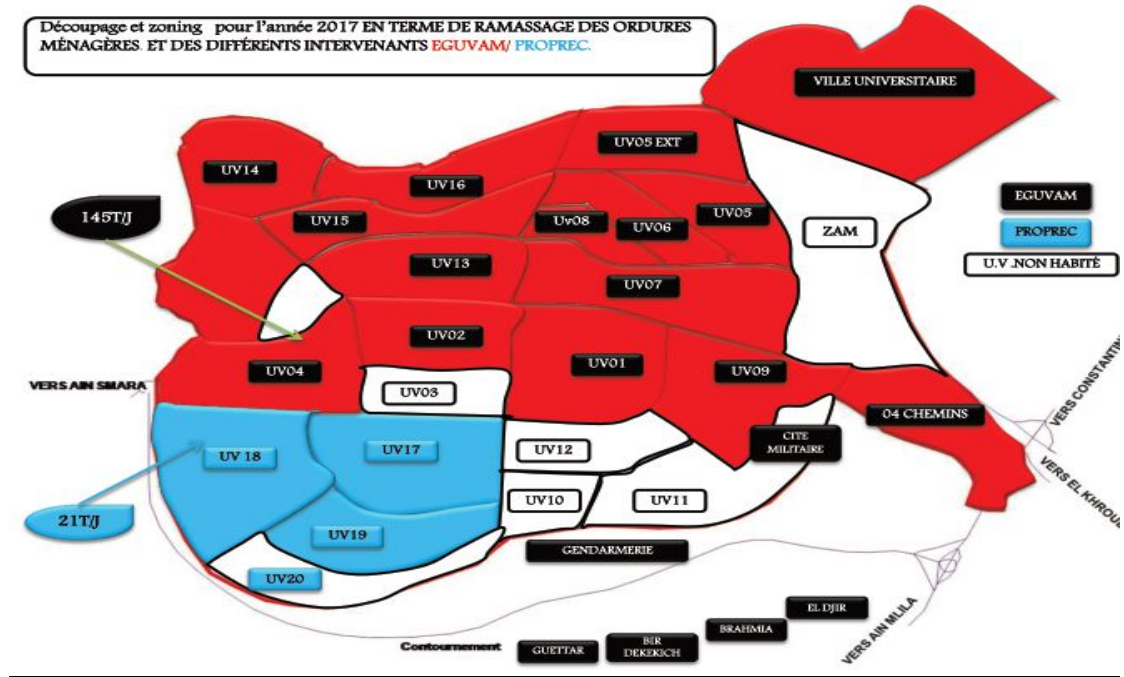 Découpage et zoning pour l'année 2017 EN TERME DE RAMASSAGE DES ORDURES
MÉNAGÈRES. ET DES DIFFÉRENTS INTERVENANTS EGUVAM/ PROPREC.
VILLE UNIVERSITAIRE
UV05 EXT
UV14
UV16
EGUVAM
145T/J
UV15
Uv08
UV06
UV05
ZAM
PROPREC
U.V .NON HABITÉ
UV13
UV07
UV02
UV04
UV01
UV09
VERS AIN SMARA
UV03
04 CHEMINS
VERS CONSTANTIN
CITE
MILITAIRE
UV 18
UV17
UV12
VERS EL KHROUB
UV10
UV11
21T/J
UV19
GENDARMERIE
UV20
EL DJIR
BRAHMIA
VERS AIN MLILA
Contournement
GUETTAR
BIR
DEKEKICH